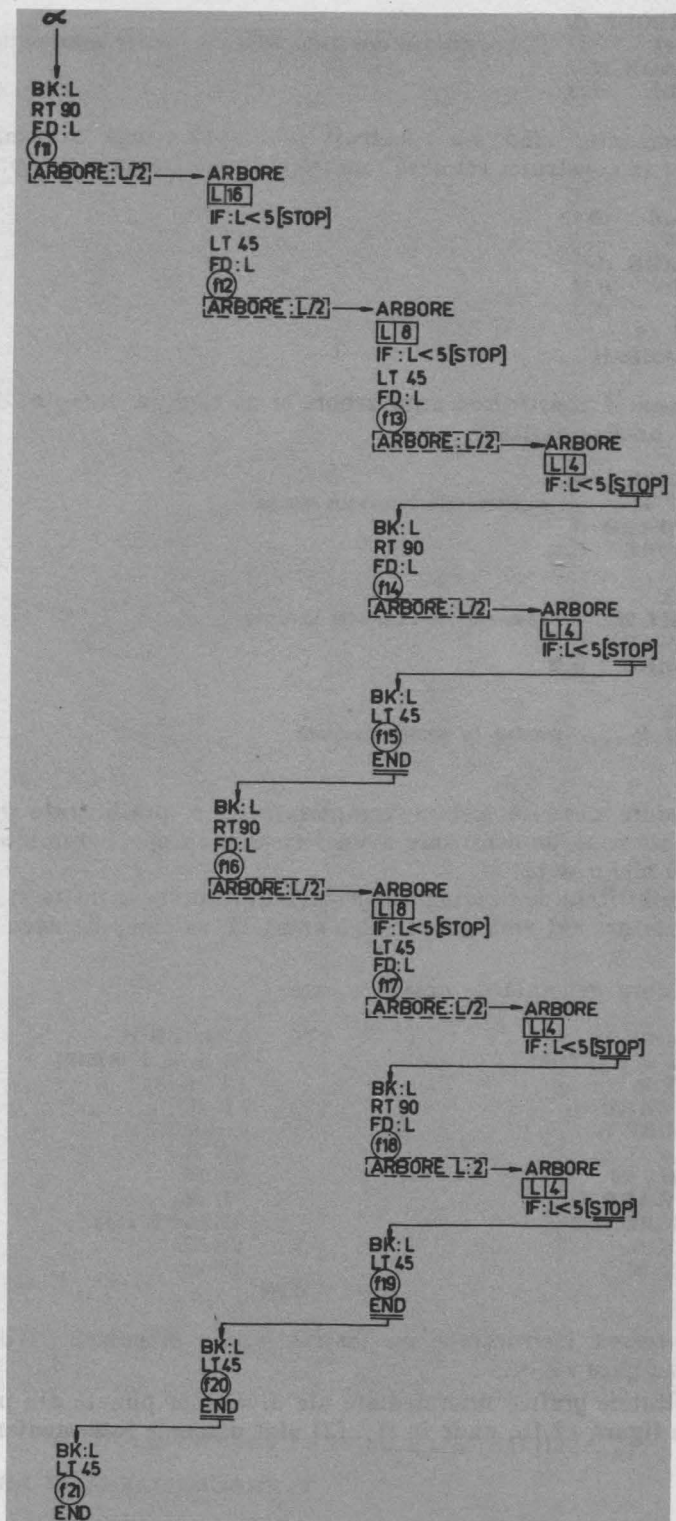 α
BK:L
RT 90
FD:L
f11
ARBORE:L/2
ARBORE
L 16
IF:L<5[STOP]
LT 45
FD:L
f12
ARBORE:L/2
ARBORE
L 8
IF:L<5[STOP]
LT 45
FD:L
f13
ARBORE:L/2
ARBORE
L 4
IF:L<5[STOP]
BK:L
RT 90
FD:L
f14
ARBORE:L/2
ARBORE
L 4
IF:L<5[STOP]
BK:L
LT 45
f15
END
BK:L
RT90
FD:L
f16
ARBORE:L/2
ARBORE
L 8
IF:L<5[STOP]
LT 45
FD:L
f17
ARBORE:L/2
ARBORE
L 4
IF:L<5[STOP]
BK:L
RT 90
FD:L
f18
ARBORE L:2
ARBORE
L 4
IF:L<5[STOP]
BK:L
LT 45
f19
END
BK:L
LT45
f20
END
BK:L
LT 45
f21
END